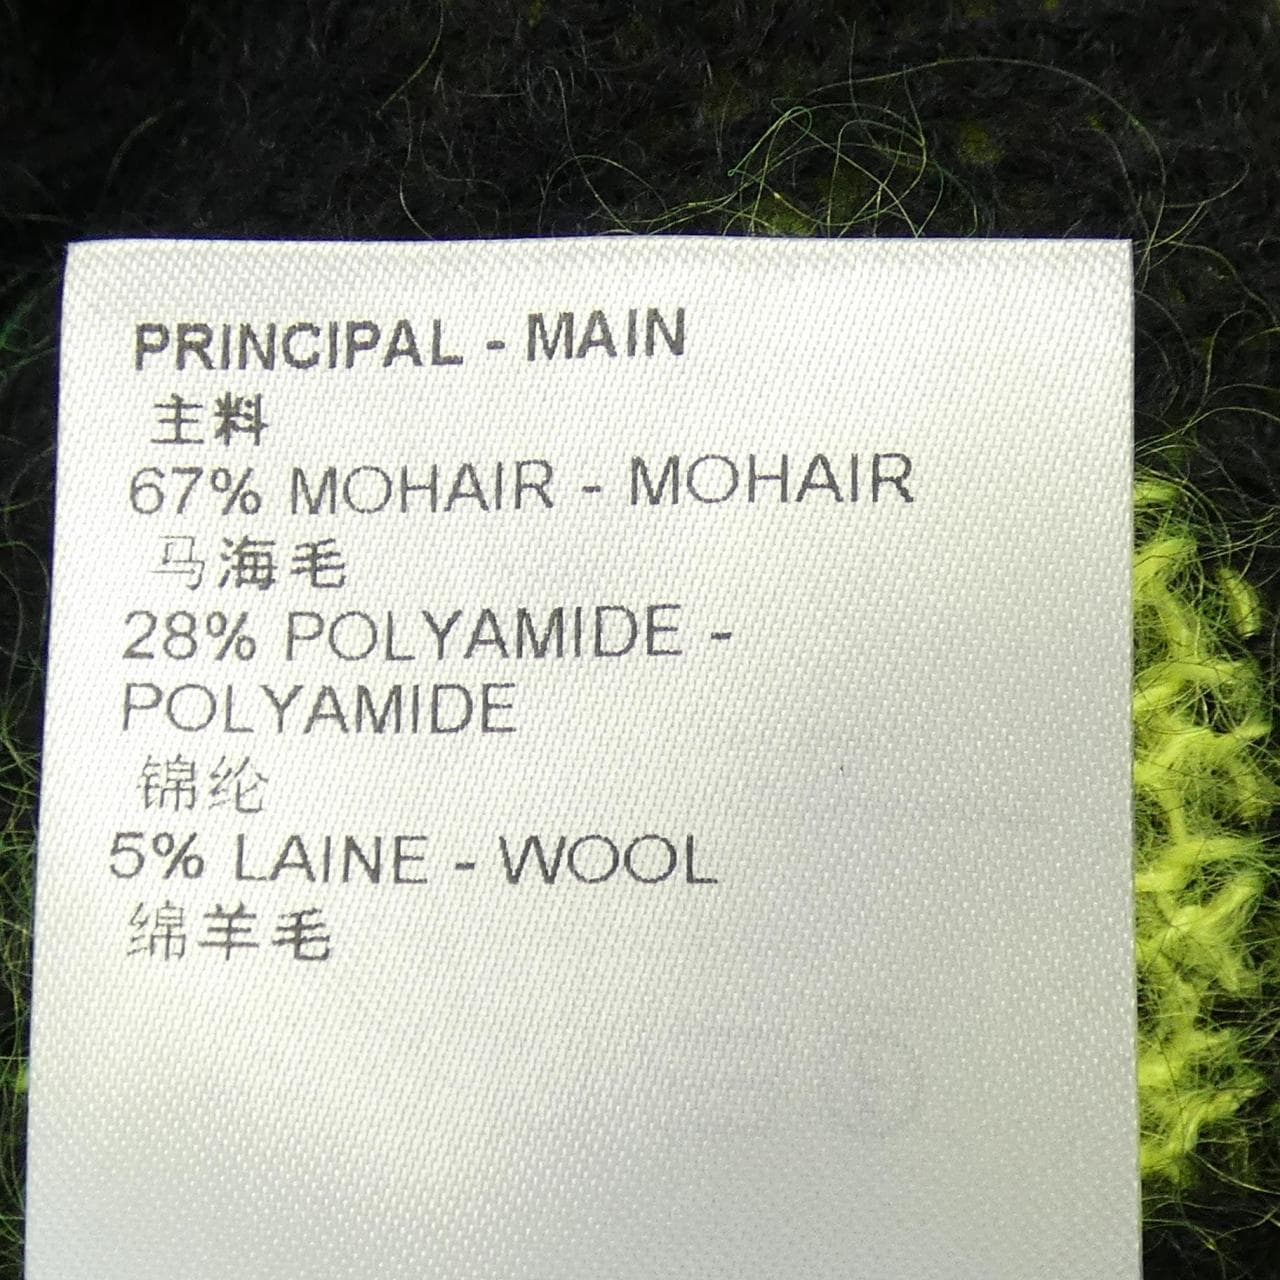 PRINCIPAL - MAIN
主料
67% MOHAIR - MOHAIR
马海毛
28% POLYAMIDE -
POLYAMIDE
锦纶
5% LAINE - WOOL
绵羊毛